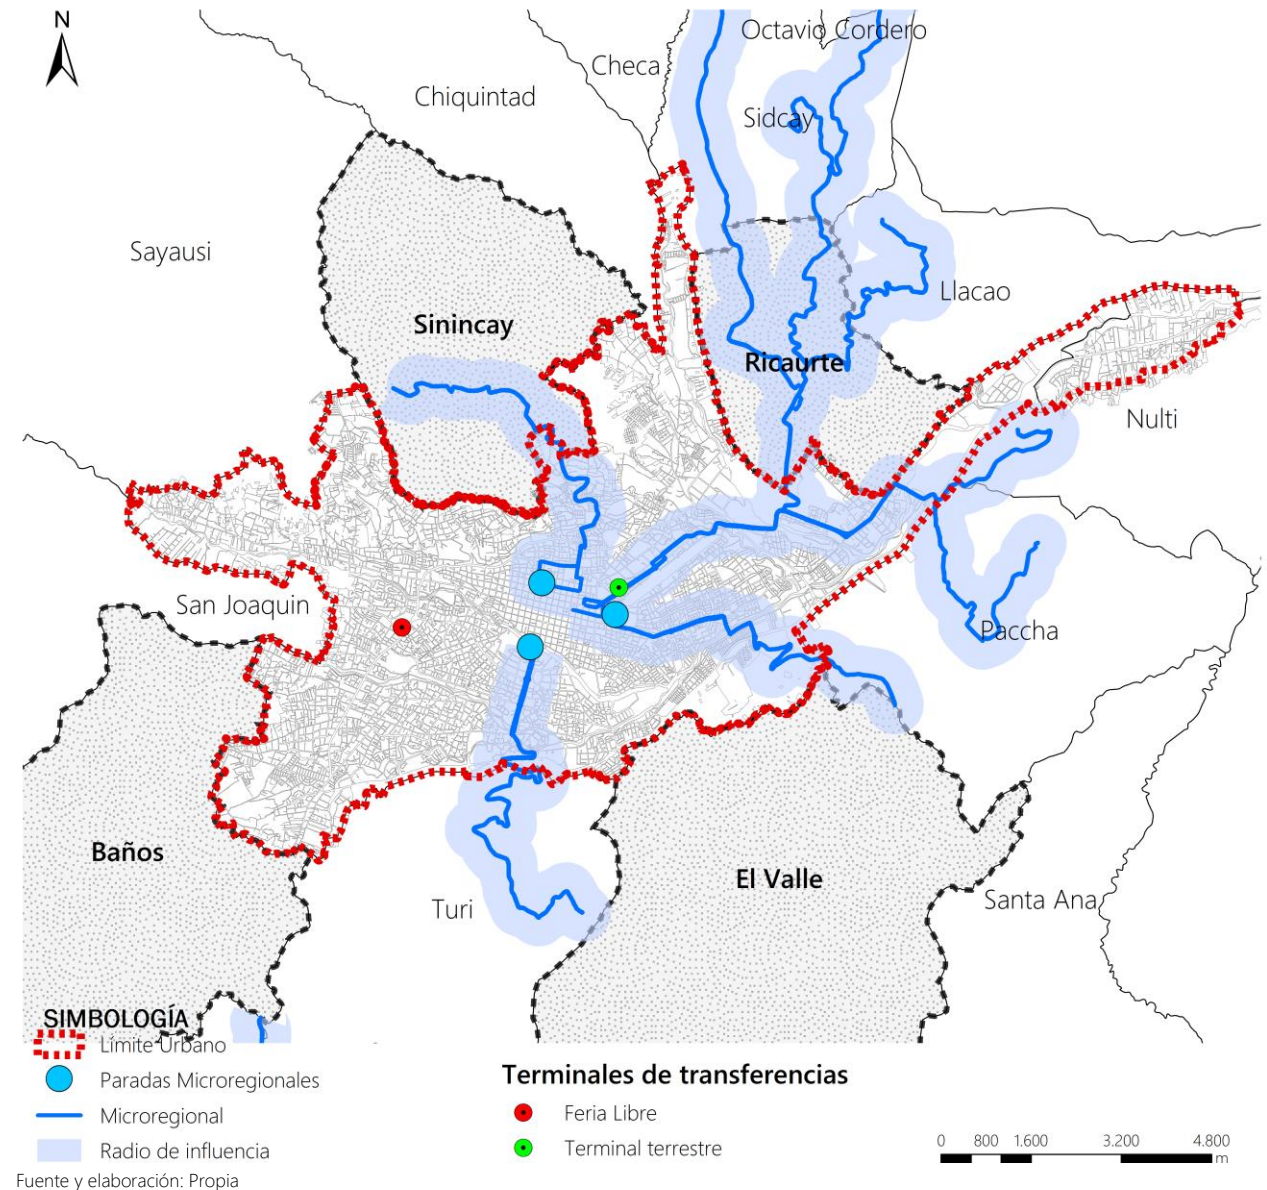 N
Octavio Cordero
Checa
Chiquintad
Sidcay
Sayausi
Llacao
Sinincay
Ricaurte
Nulti
San Joaquin
Paccha
Baños
El Valle
Santa Ana
Turi
SIMBOLOGÍA
Límite Urbano
Paradas Microregionales
Microregional
Radio de influencia
Terminales de transferencias
Feria Libre
Terminal terrestre
0 800 1.600 3.200 4.800
m
Fuente y elaboración: Propia